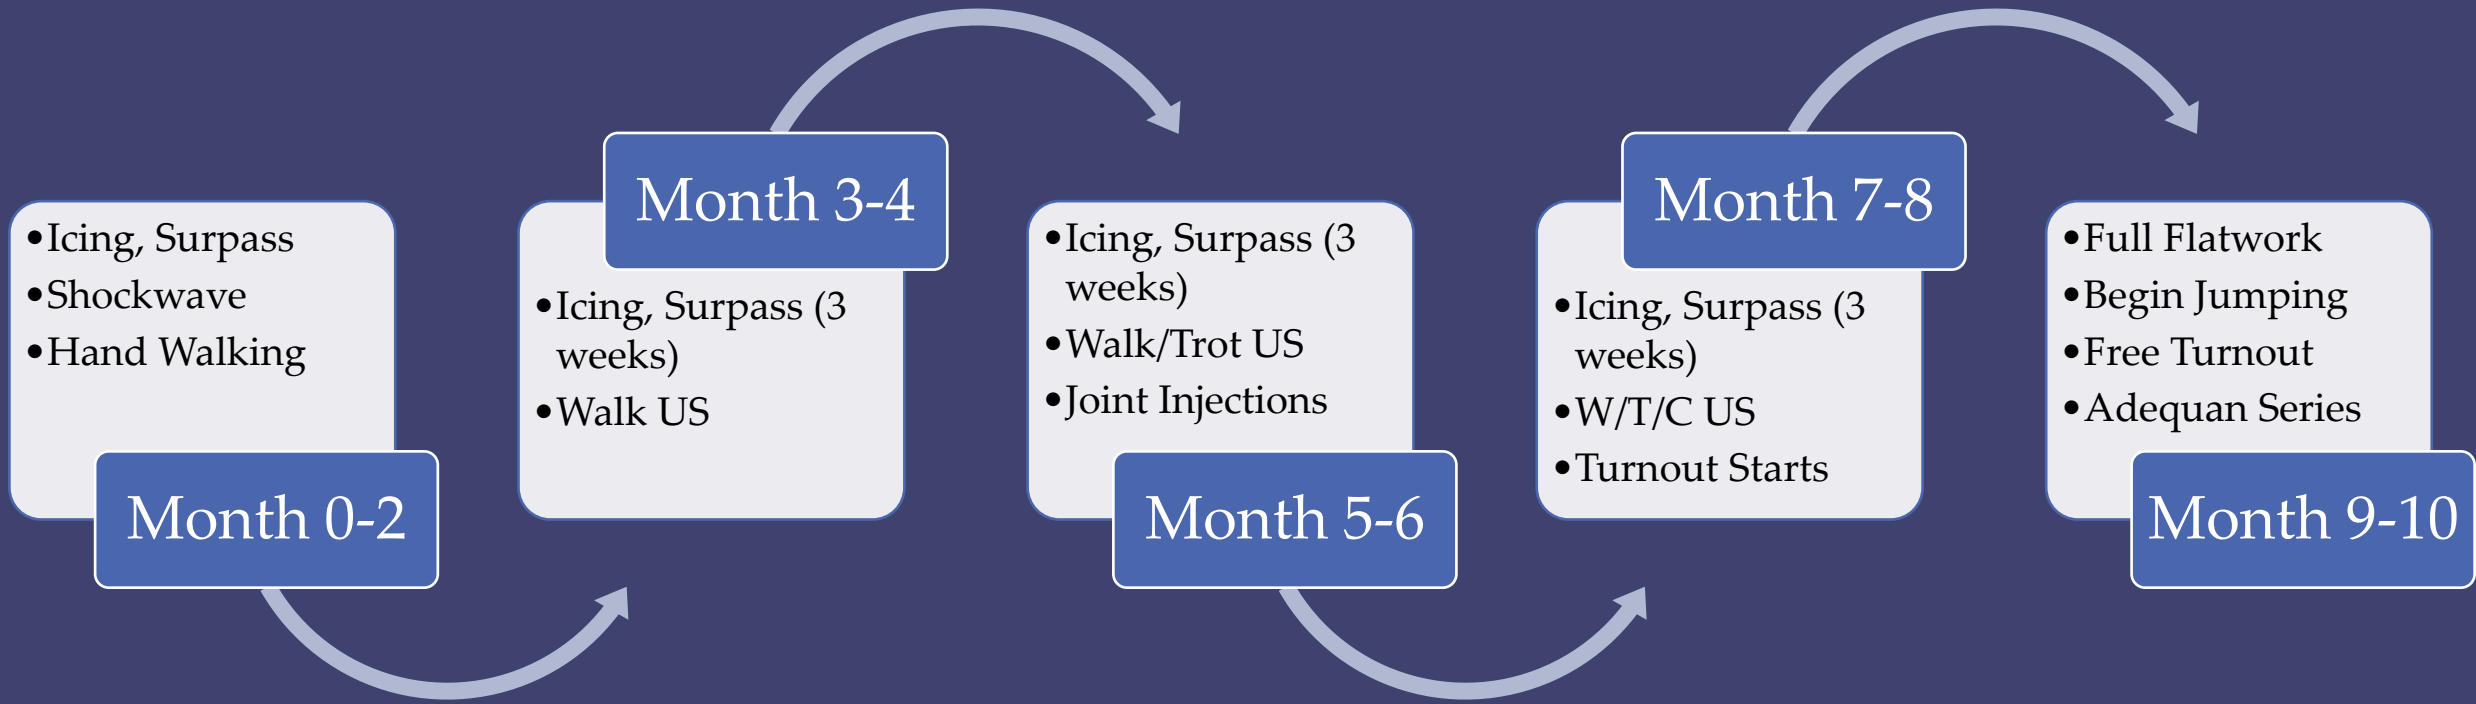 •Icing, Surpass
•Shockwave
•Hand Walking
Month 0-2
Month 3-4
•Icing, Surpass (3
weeks)
•Walk US
•Icing, Surpass (3
weeks)
•Walk/Trot US
•Joint Injections
Month 5-6
Month 7-8
•Icing, Surpass (3
weeks)
•W/T/C US
•Turnout Starts
•Full Flatwork
•Begin Jumping
•Free Turnout
•Adequan Series
Month 9-10